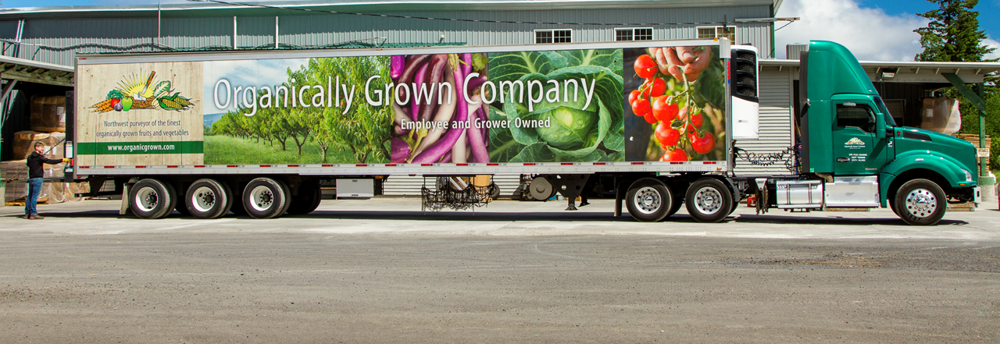 Organically Grown Company
Employee and Grower Owned
Northwest purveyor of the finest
organically grown fruits and vegetables
www.organicgrown.com